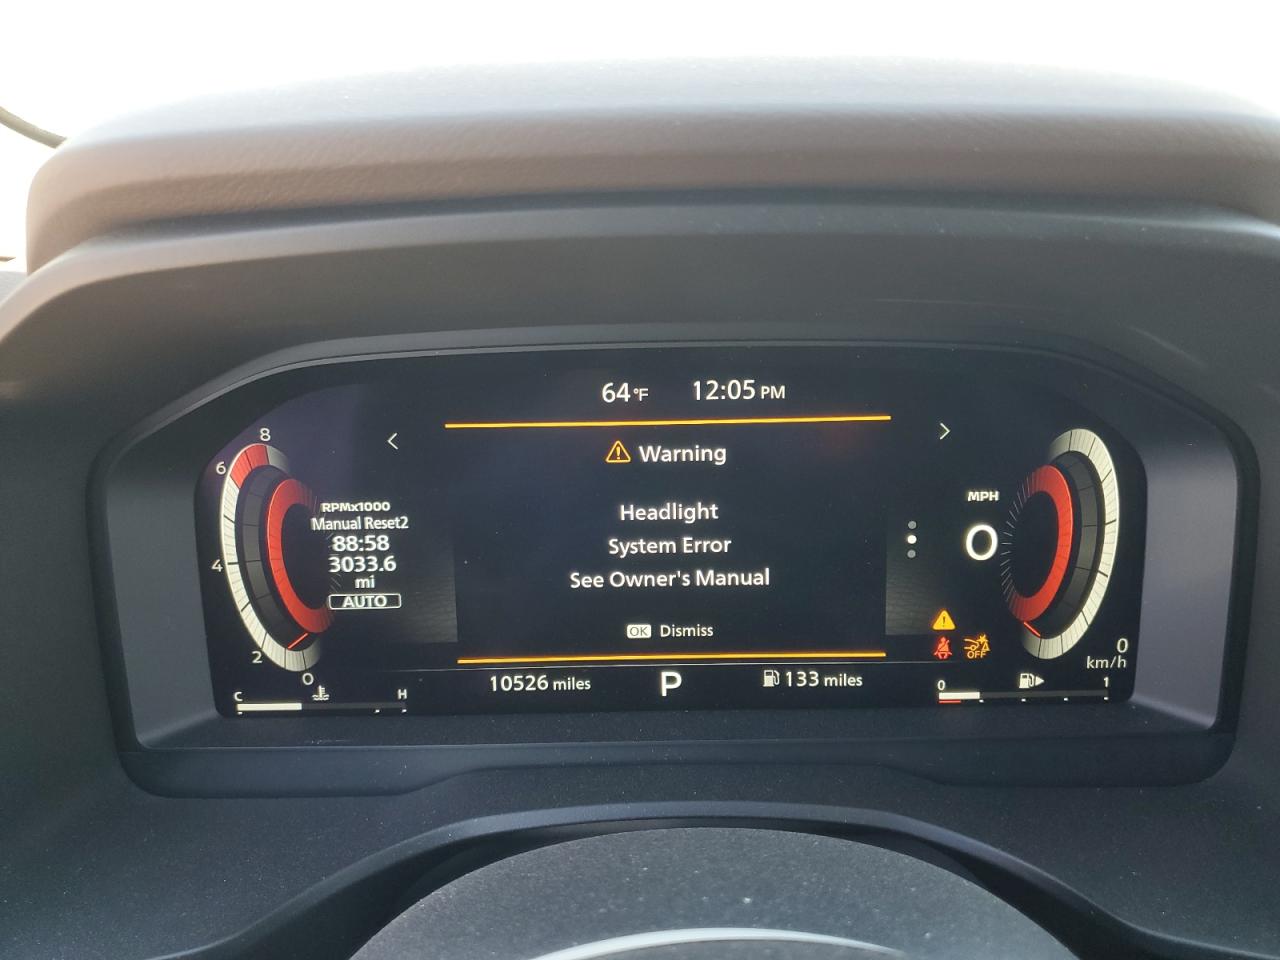 64°F 12:05 PM
Warning
Headlight
System Error
See Owner's Manual
OK Dismiss
8
6
4
2
0
RPMx1000
Manual Reset2
88:58
3033.6
mi
AUTO
MPH
0
0
km/h
OFF
C H
10526 miles
P
133 miles
0 1